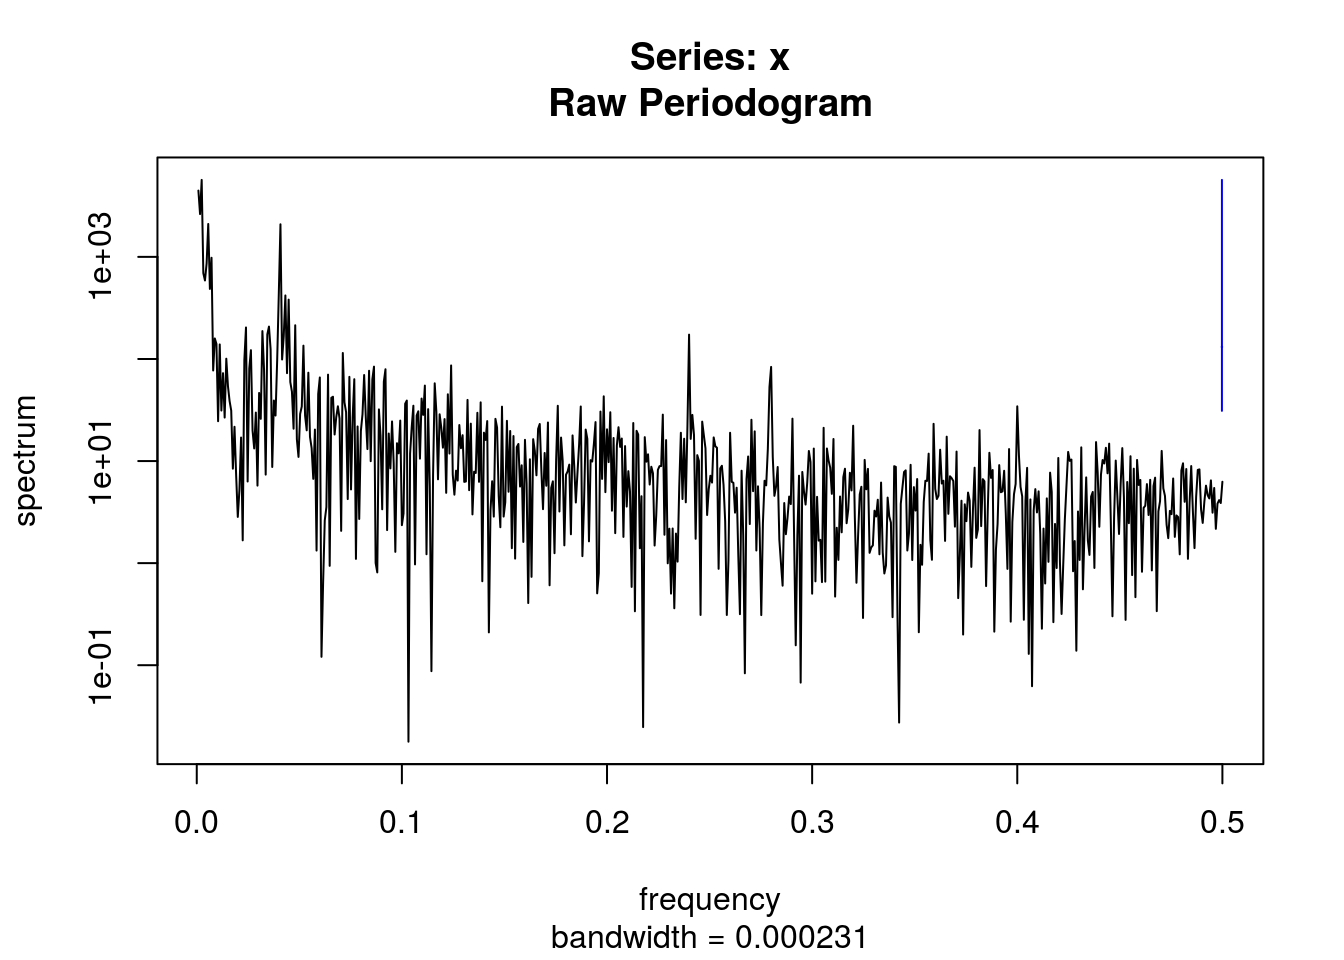 Series: x
Raw Periodogram
spectrum
1e+03
1e+01
1e-01
0.0 0.1 0.2 0.3 0.4 0.5
frequency
bandwidth = 0.000231